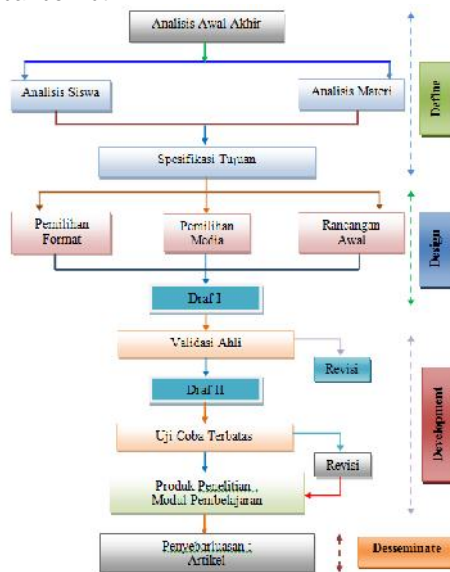 Analisis Awal Akhir
Analisis Siswa
Analisis Materi
Define
Spesifikasi Tujuan
Pemilihan
Format
Pemilihan
Media
Rancangan
Awal
Design
Draf I
Validasi Ahli
Revisi
Draf II
Development
Uji Coba Terbatas
Revisi
Produk Penelitian
Modul Pembelajaran
Penyebarluasan :
Artikel
Desseminate